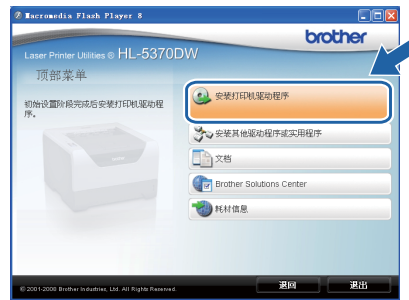 Macromedia Flash Player 8
brother
Laser Printer Utilities ® HL-5370DW
顶部菜单
初始设置阶段完成后安装打印机驱动程
序。
安装打印机驱动程序
安装其他驱动程序或实用程序
文档
Brother Solutions Center
耗材信息
© 2001-2008 Brother Industries, Ltd. All Rights Reserved.
退回
退出